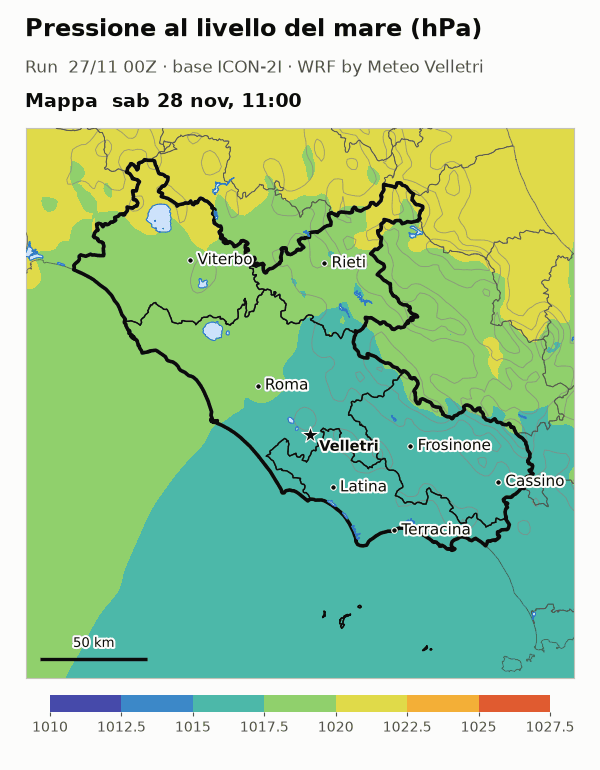 Pressione al livello del mare (hPa)
Run 27/11 00Z · base ICON-2I · WRF by Meteo Velletri
Mappa sab 28 nov, 11:00
Viterbo
Rieti
Roma
Velletri
Frosinone
Cassino
Latina
Terracina
50 km
1010 1012.5 1015 1017.5 1020 1022.5 1025 1027.5